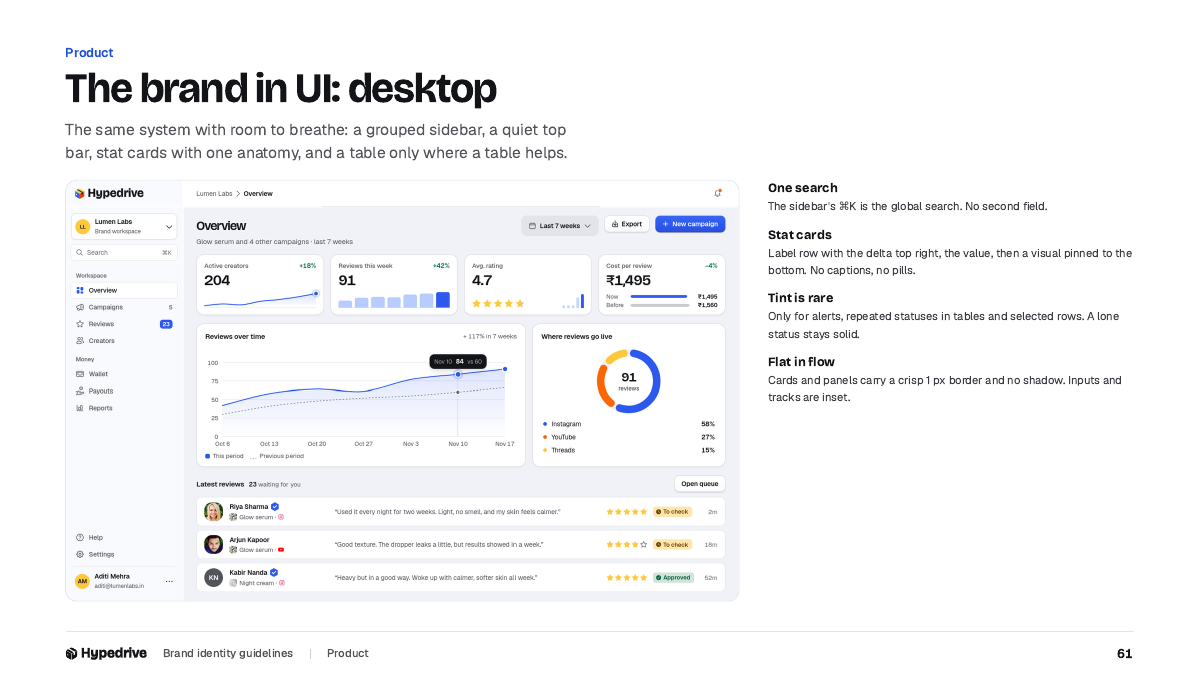 Product
The brand in UI: desktop
The same system with room to breathe: a grouped sidebar, a quiet top
bar, stat cards with one anatomy, and a table only where a table helps.
Hypedrive
LL
Lumen Labs
Brand workspace
Search ⌘K
Workspace
Overview
Campaigns 5
Reviews 23
Creators
Money
Wallet
Payouts
Reports
Help
Settings
AM
Aditi Mehra
aditi@lumenlabs.in
Lumen Labs > Overview
Overview
Glow serum and 4 other campaigns · last 7 weeks
Last 7 weeks
Export
+ New campaign
Active creators +18%
204
Reviews this week +42%
91
Avg. rating
4.7
Cost per review -4%
₹1,495
Now ₹1,495
Before ₹1,560
Reviews over time + 117% in 7 weeks
Nov 10 84 vs 60
100
75
50
25
0
Oct 6 Oct 13 Oct 20 Oct 27 Nov 3 Nov 10 Nov 17
This period Previous period
Where reviews go live
91
reviews
Instagram 58%
YouTube 27%
Threads 15%
Latest reviews 23 waiting for you
Open queue
Riya Sharma
Glow serum ·
"Used it every night for two weeks. Light, no smell, and my skin feels calmer."
To check 2m
Arjun Kapoor
Glow serum ·
"Good texture. The dropper leaks a little, but results showed in a week."
To check 18m
KN
Kabir Nanda
Night cream ·
"Heavy but in a good way. Woke up with calmer, softer skin all week."
Approved 52m
One search
The sidebar's ⌘K is the global search. No second field.
Stat cards
Label row with the delta top right, the value, then a visual pinned to the
bottom. No captions, no pills.
Tint is rare
Only for alerts, repeated statuses in tables and selected rows. A lone
status stays solid.
Flat in flow
Cards and panels carry a crisp 1 px border and no shadow. Inputs and
tracks are inset.
Hypedrive Brand identity guidelines | Product 61